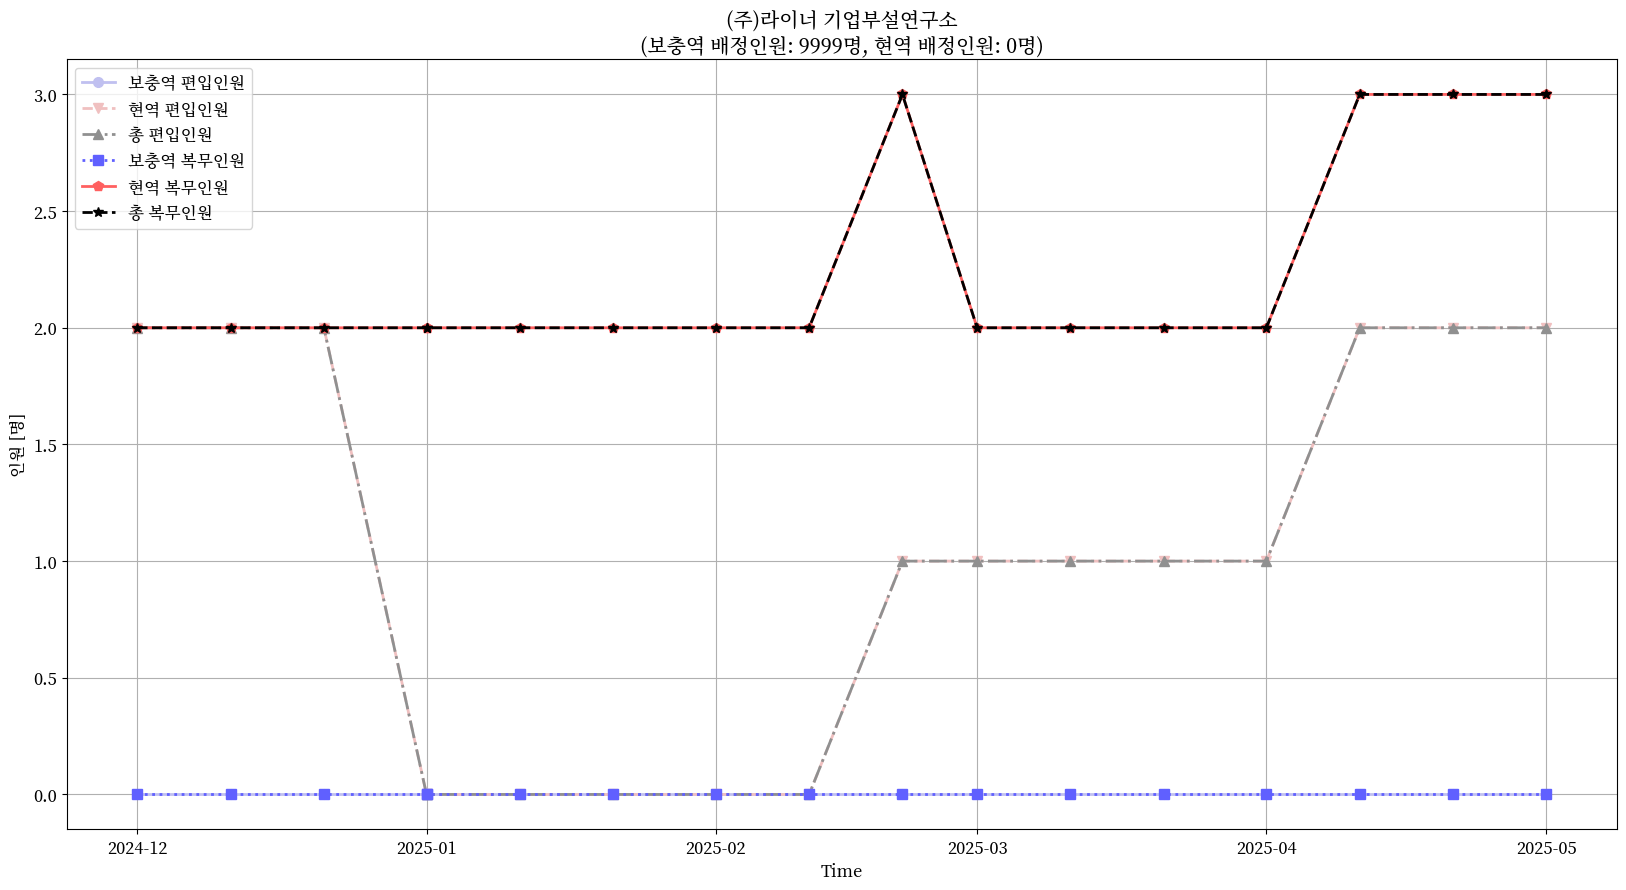 (주)라이너 기업부설연구소
(보충역 배정인원: 9999명, 현역 배정인원: 0명)
보충역 편입인원
현역 편입인원
총 편입인원
보충역 복무인원
현역 복무인원
총 복무인원
3.0
2.5
2.0
1.5
1.0
0.5
0.0
인원 [명]
2024-12
2025-01
2025-02
2025-03
2025-04
2025-05
Time